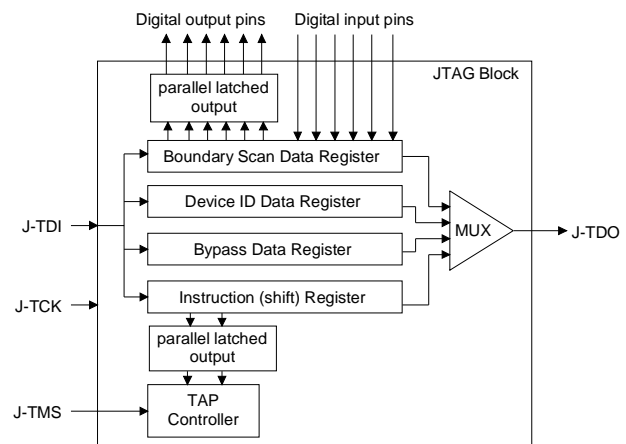 Digital output pins
Digital input pins
JTAG Block
parallel latched
output
Boundary Scan Data Register
Device ID Data Register
J-TDI
MUX
J-TDO
Bypass Data Register
J-TCK
Instruction (shift) Register
parallel latched
output
J-TMS
TAP
Controller